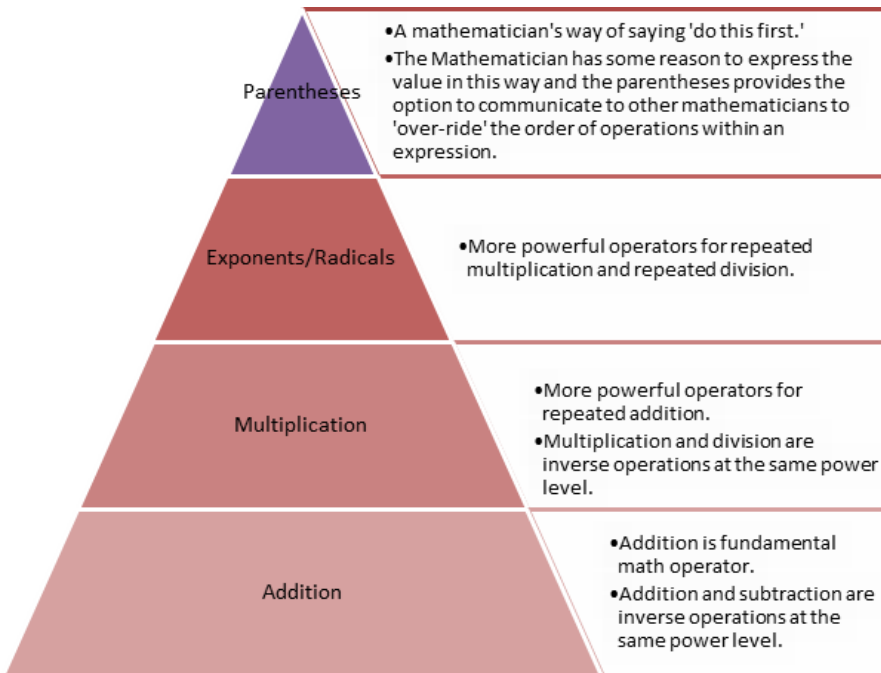 Parentheses
•A mathematician's way of saying 'do this first.'
•The Mathematician has some reason to express the
value in this way and the parentheses provides the
option to communicate to other mathematicians to
'over-ride' the order of operations within an
expression.
Exponents/Radicals
•More powerful operators for repeated
multiplication and repeated division.
Multiplication
•More powerful operators for
repeated addition.
•Multiplication and division are
inverse operations at the same power
level.
Addition
•Addition is fundamental
math operator.
•Addition and subtraction are
inverse operations at the
same power level.